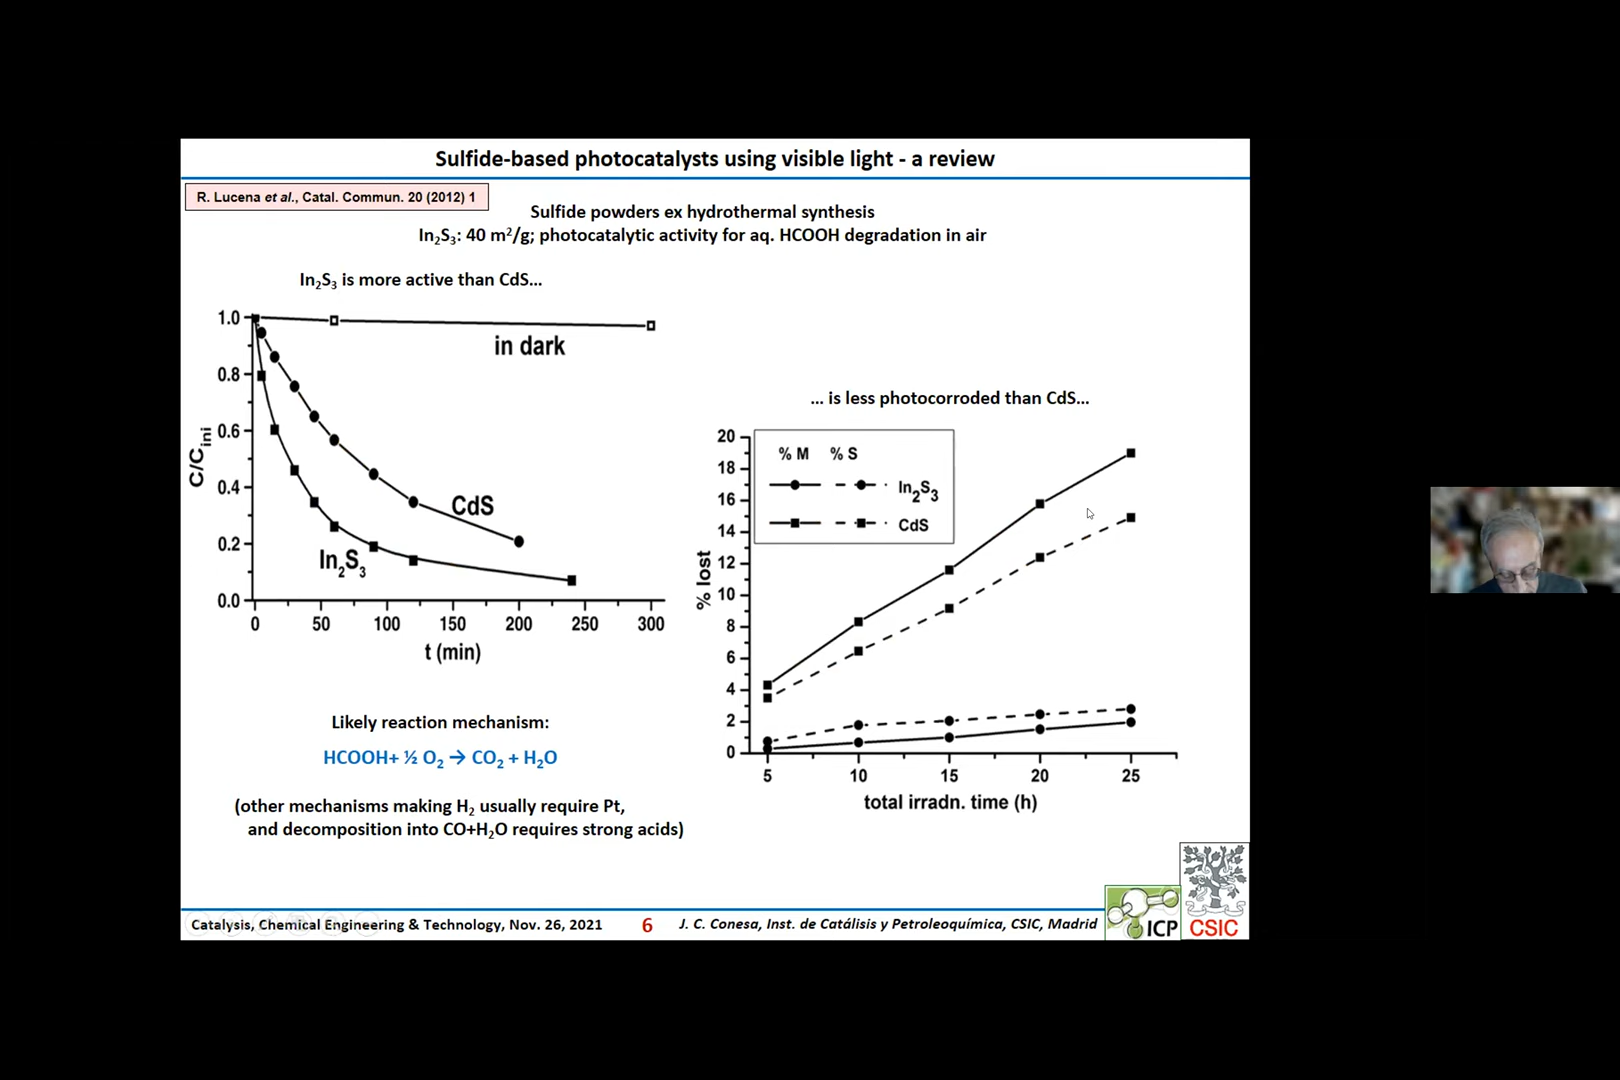 Sulfide-based photocatalysts using visible light - a review
R. Lucena et al., Catal. Commun. 20 (2012) 1
Sulfide powders ex hydrothermal synthesis
In₂S₃: 40 m²/g; photocatalytic activity for aq. HCOOH degradation in air
In₂S₃ is more active than CdS...
1.0
0.8
0.6
0.4
0.2
0.0
C/Cᵢₙᵢ
in dark
CdS
In₂S₃
0 50 100 150 200 250 300
t (min)
... is less photocorroded than CdS...
20
18
16
14
12
10
8
6
4
2
0
% lost
% M % S
In₂S₃
CdS
5 10 15 20 25
total irradn. time (h)
Likely reaction mechanism:
HCOOH+ ½ O₂ → CO₂ + H₂O
(other mechanisms making H₂ usually require Pt,
and decomposition into CO+H₂O requires strong acids)
Catalysis, Chemical Engineering & Technology, Nov. 26, 2021
6
J. C. Conesa, Inst. de Catálisis y Petroleoquímica, CSIC, Madrid
ICP
CSIC